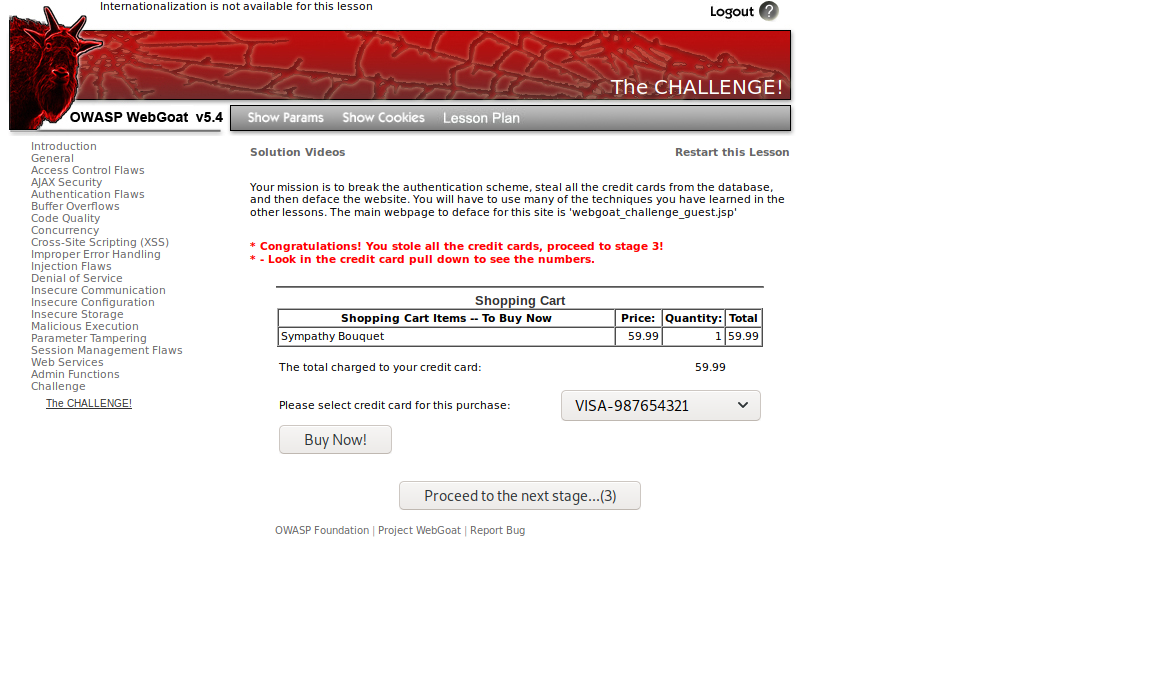 Internationalization is not available for this lesson
Logout ?
The CHALLENGE!
OWASP WebGoat v5.4
Show Params Show Cookies Lesson Plan
Introduction
General
Access Control Flaws
AJAX Security
Authentication Flaws
Buffer Overflows
Code Quality
Concurrency
Cross-Site Scripting (XSS)
Improper Error Handling
Injection Flaws
Denial of Service
Insecure Communication
Insecure Configuration
Insecure Storage
Malicious Execution
Parameter Tampering
Session Management Flaws
Web Services
Admin Functions
Challenge
The CHALLENGE!
Solution Videos Restart this Lesson
Your mission is to break the authentication scheme, steal all the credit cards from the database,
and then deface the website. You will have to use many of the techniques you have learned in the
other lessons. The main webpage to deface for this site is 'webgoat_challenge_guest.jsp'
* Congratulations! You stole all the credit cards, proceed to stage 3!
* - Look in the credit card pull down to see the numbers.
Shopping Cart
Shopping Cart Items -- To Buy Now Price: Quantity: Total
Sympathy Bouquet 59.99 1 59.99
The total charged to your credit card: 59.99
Please select credit card for this purchase: VISA-987654321
Buy Now!
Proceed to the next stage...(3)
OWASP Foundation | Project WebGoat | Report Bug